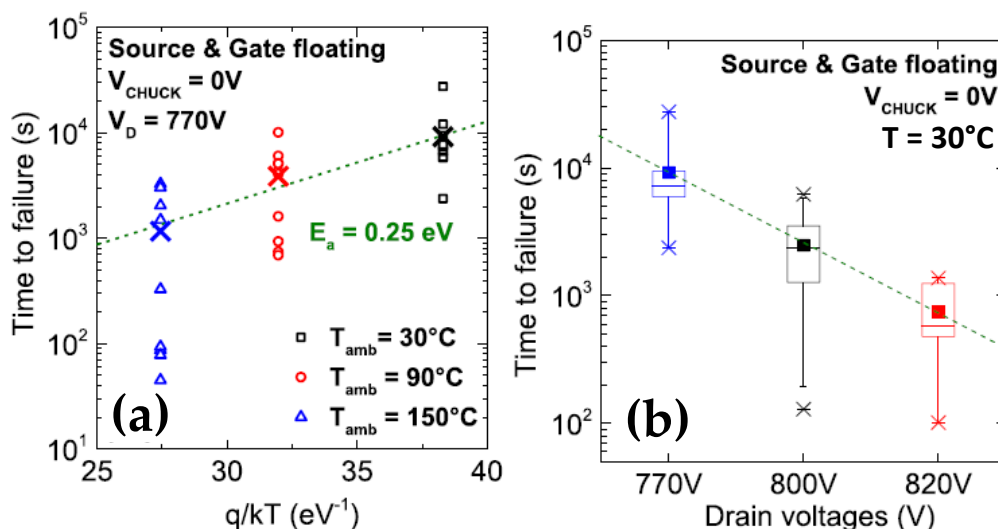 Source & Gate floating
V_CHUCK = 0V
V_D = 770V
E_a = 0.25 eV
T_amb = 30°C
T_amb = 90°C
T_amb = 150°C
(a)
10^5
10^4
10^3
10^2
10^1
Time to failure (s)
25 30 35 40
q/kT (eV^-1)
Source & Gate floating
V_CHUCK = 0V
T = 30°C
(b)
10^5
10^4
10^3
10^2
Time to failure (s)
770V 800V 820V
Drain voltages (V)